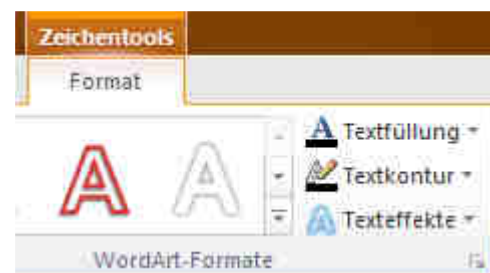 Zeichentools
Format
A A
A Textfüllung
Textkontur
A Texteffekte
WordArt-Formate